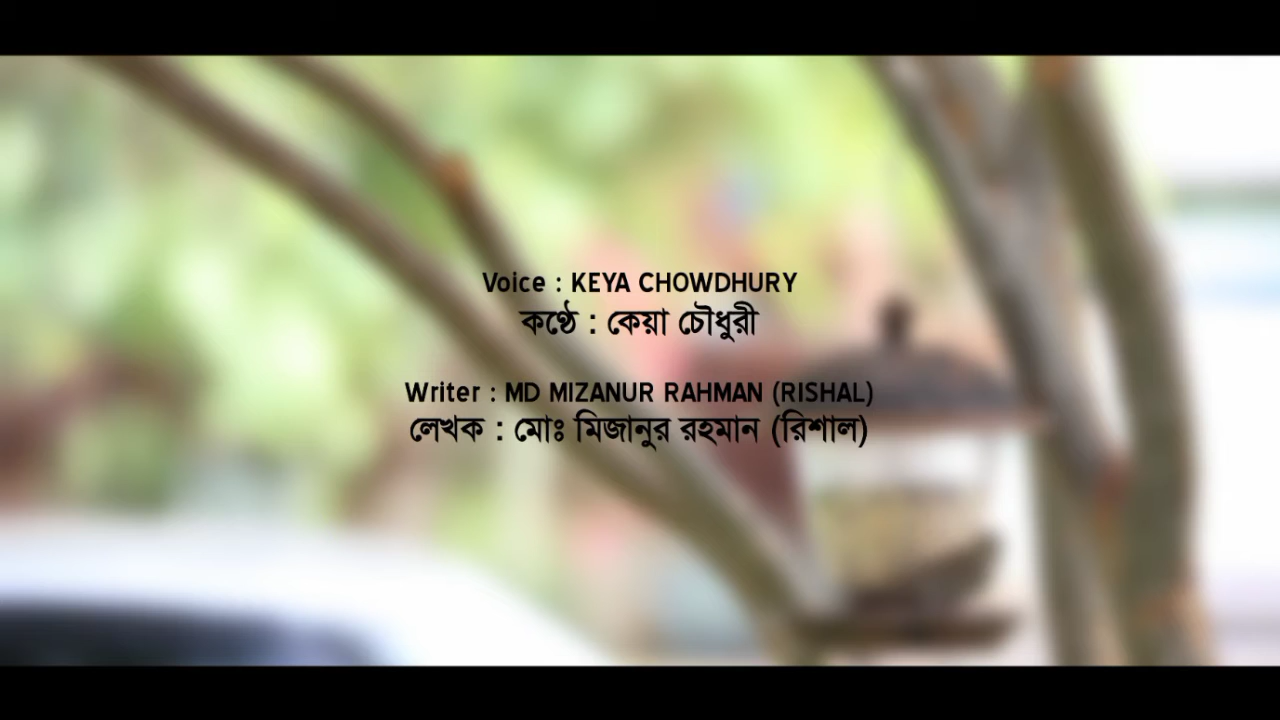 Voice : KEYA CHOWDHURY
কণ্ঠে : কেয়া চৌধুরী
Writer : MD MIZANUR RAHMAN (RISHAL)
লেখক : মোঃ মিজানুর রহমান (রিশাল)